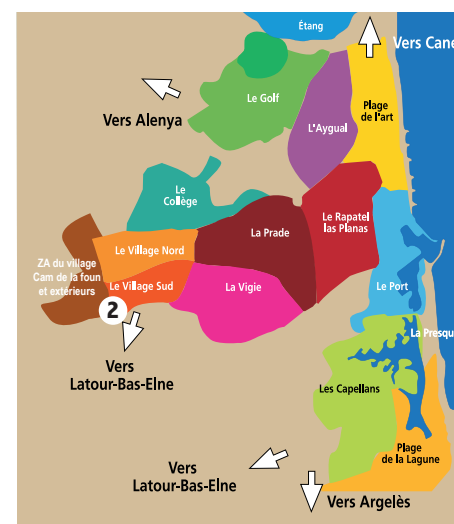 Étang
Vers Cane
Le Golf
Plage
de l'art
Vers Alenya
L'Aygual
Le
Collège
Le Rapatel
las Planas
La Prade
Le Village Nord
ZA du village
Cam de la foun
et extérieurs
Le Village Sud
La Vigie
Le Port
2
La Presqu
Vers
Latour-Bas-Elne
Les Capellans
Plage
de la Lagune
Vers
Latour-Bas-Elne
Vers Argelès